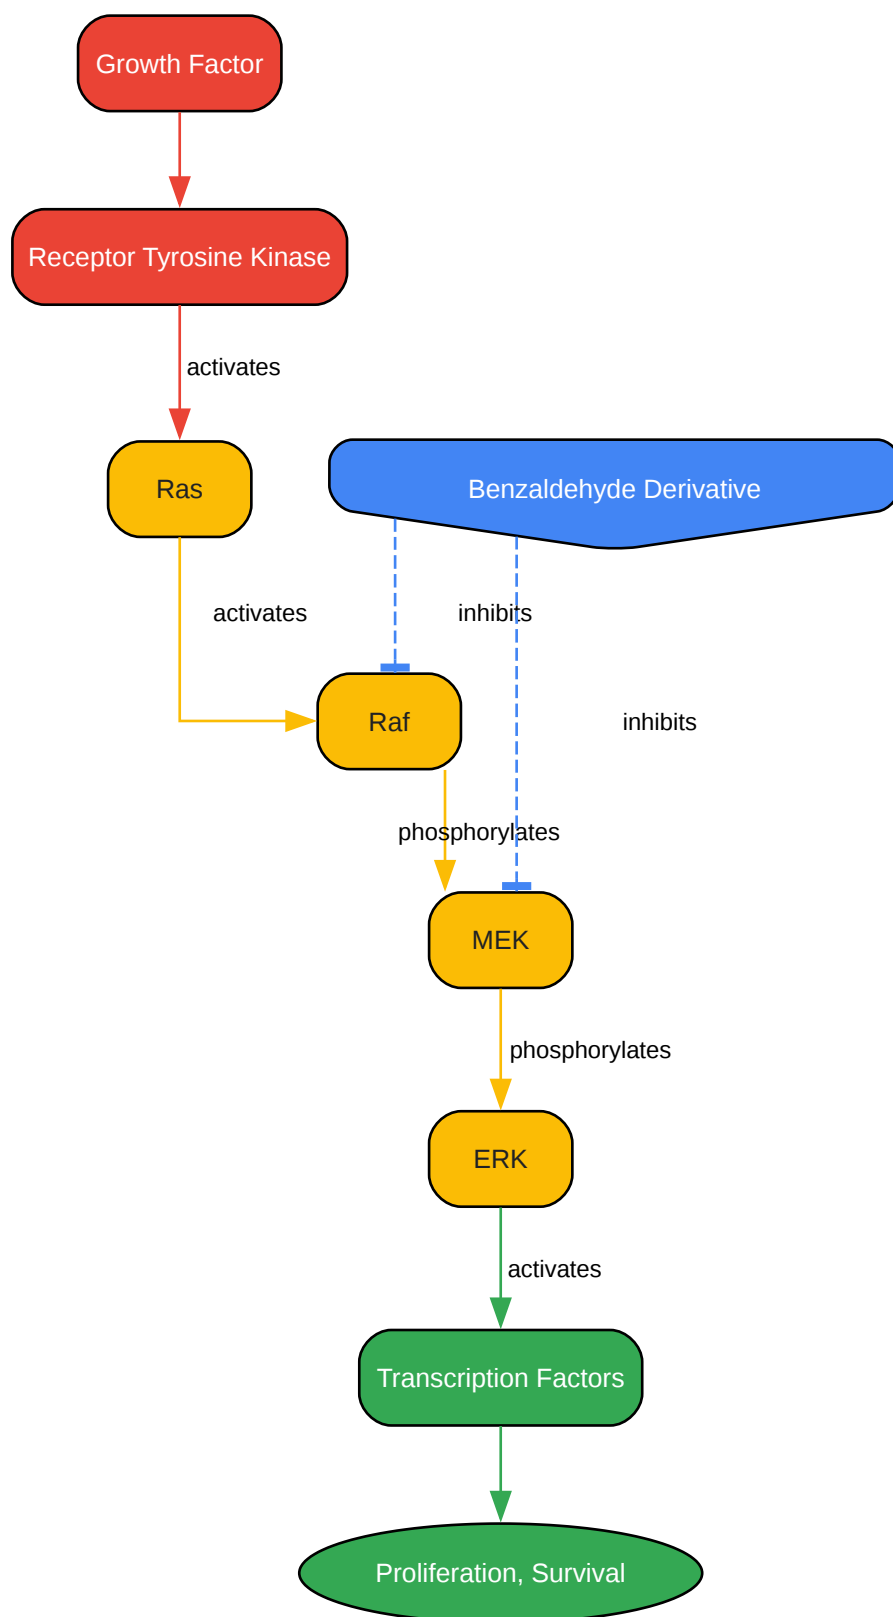 Growth Factor
Receptor Tyrosine Kinase
activates
Ras
Benzaldehyde Derivative
activates
inhibits
Raf
inhibits
phosphorylates
MEK
phosphorylates
ERK
activates
Transcription Factors
Proliferation, Survival